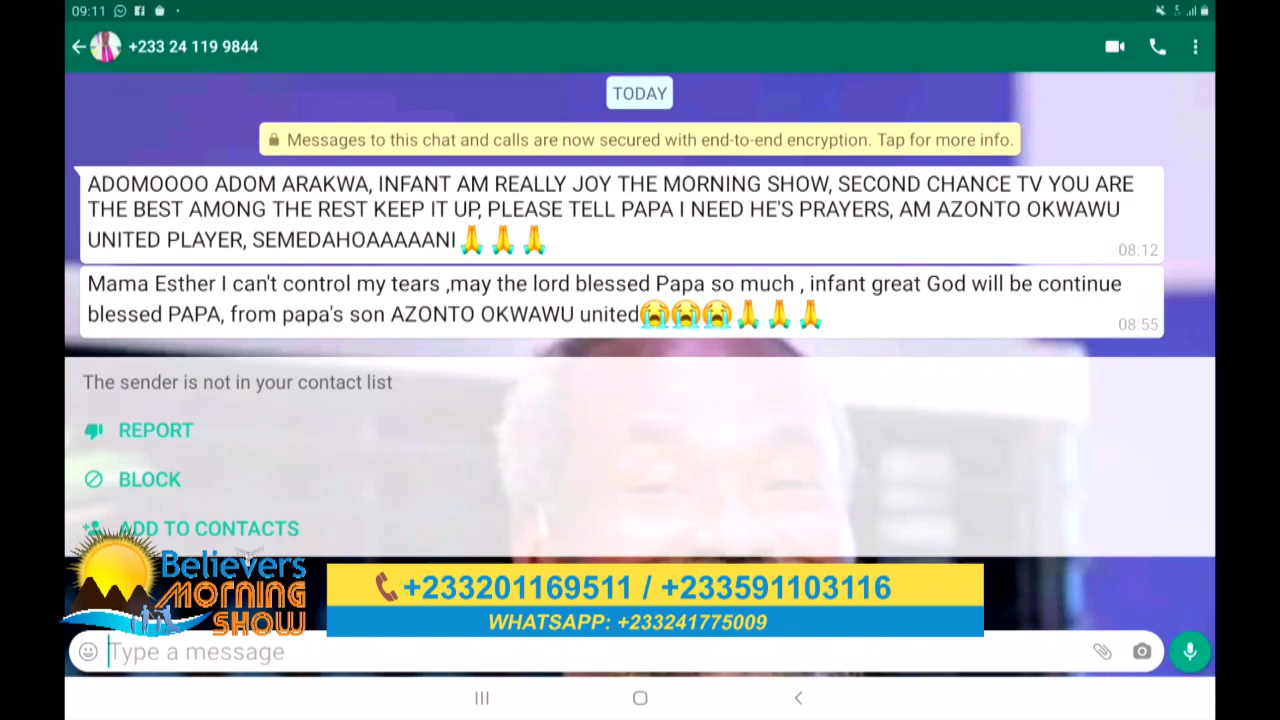 09:11
+233 24 119 9844
TODAY
Messages to this chat and calls are now secured with end-to-end encryption. Tap for more info.
ADOMOOOO ADOM ARAKWA, INFANT AM REALLY JOY THE MORNING SHOW, SECOND CHANCE TV YOU ARE
THE BEST AMONG THE REST KEEP IT UP, PLEASE TELL PAPA I NEED HE'S PRAYERS, AM AZONTO OKWAWU
UNITED PLAYER, SEMEDAHOAAAAANI🙏🙏🙏
08:12
Mama Esther I can't control my tears ,may the lord blessed Papa so much , infant great God will be continue
blessed PAPA, from papa's son AZONTO OKWAWU united😭😭😭🙏🙏🙏
08:55
The sender is not in your contact list
REPORT
BLOCK
ADD TO CONTACTS
Believers
MORNING
SHOW
+233201169511 / +233591103116
WHATSAPP: +233241775009
Type a message